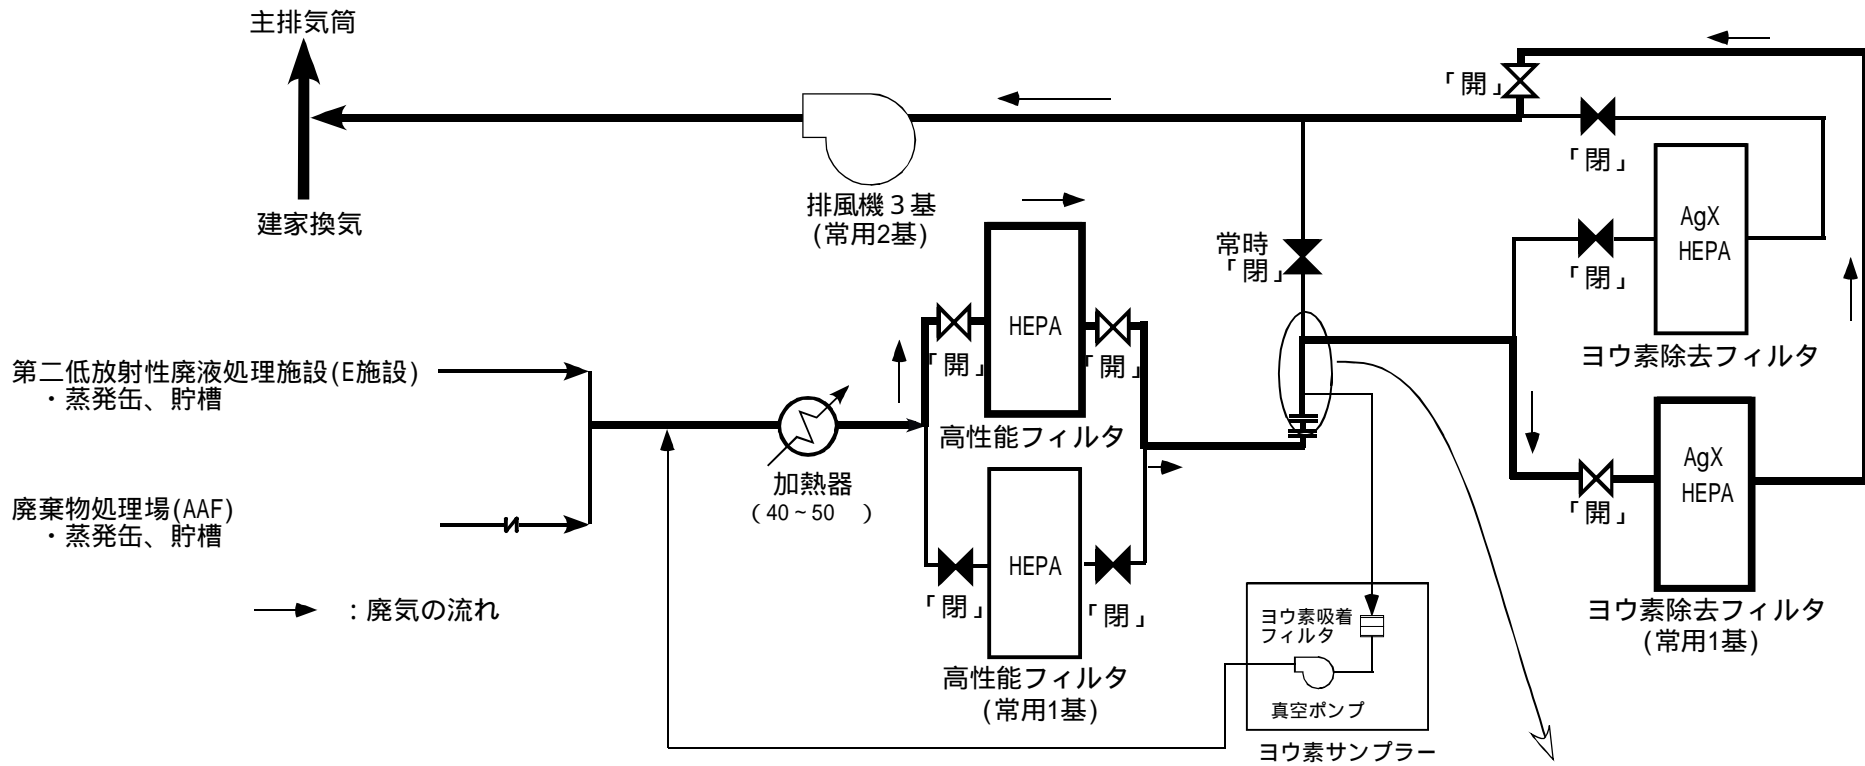 主排気筒
建家換気
排風機3基
(常用2基)
「開」
「閉」
AgX
HEPA
「閉」
ヨウ素除去フィルタ
常時
「閉」
HEPA
「開」
「開」
高性能フィルタ
第二低放射性廃液処理施設(E施設)
・蒸発缶、貯槽
加熱器
(40~50 )
廃棄物処理場(AAF)
・蒸発缶、貯槽
AgX
HEPA
「開」
ヨウ素除去フィルタ
(常用1基)
HEPA
「閉」
「閉」
高性能フィルタ
(常用1基)
:廃気の流れ
ヨウ素吸着
フィルタ
真空ポンプ
ヨウ素サンプラー